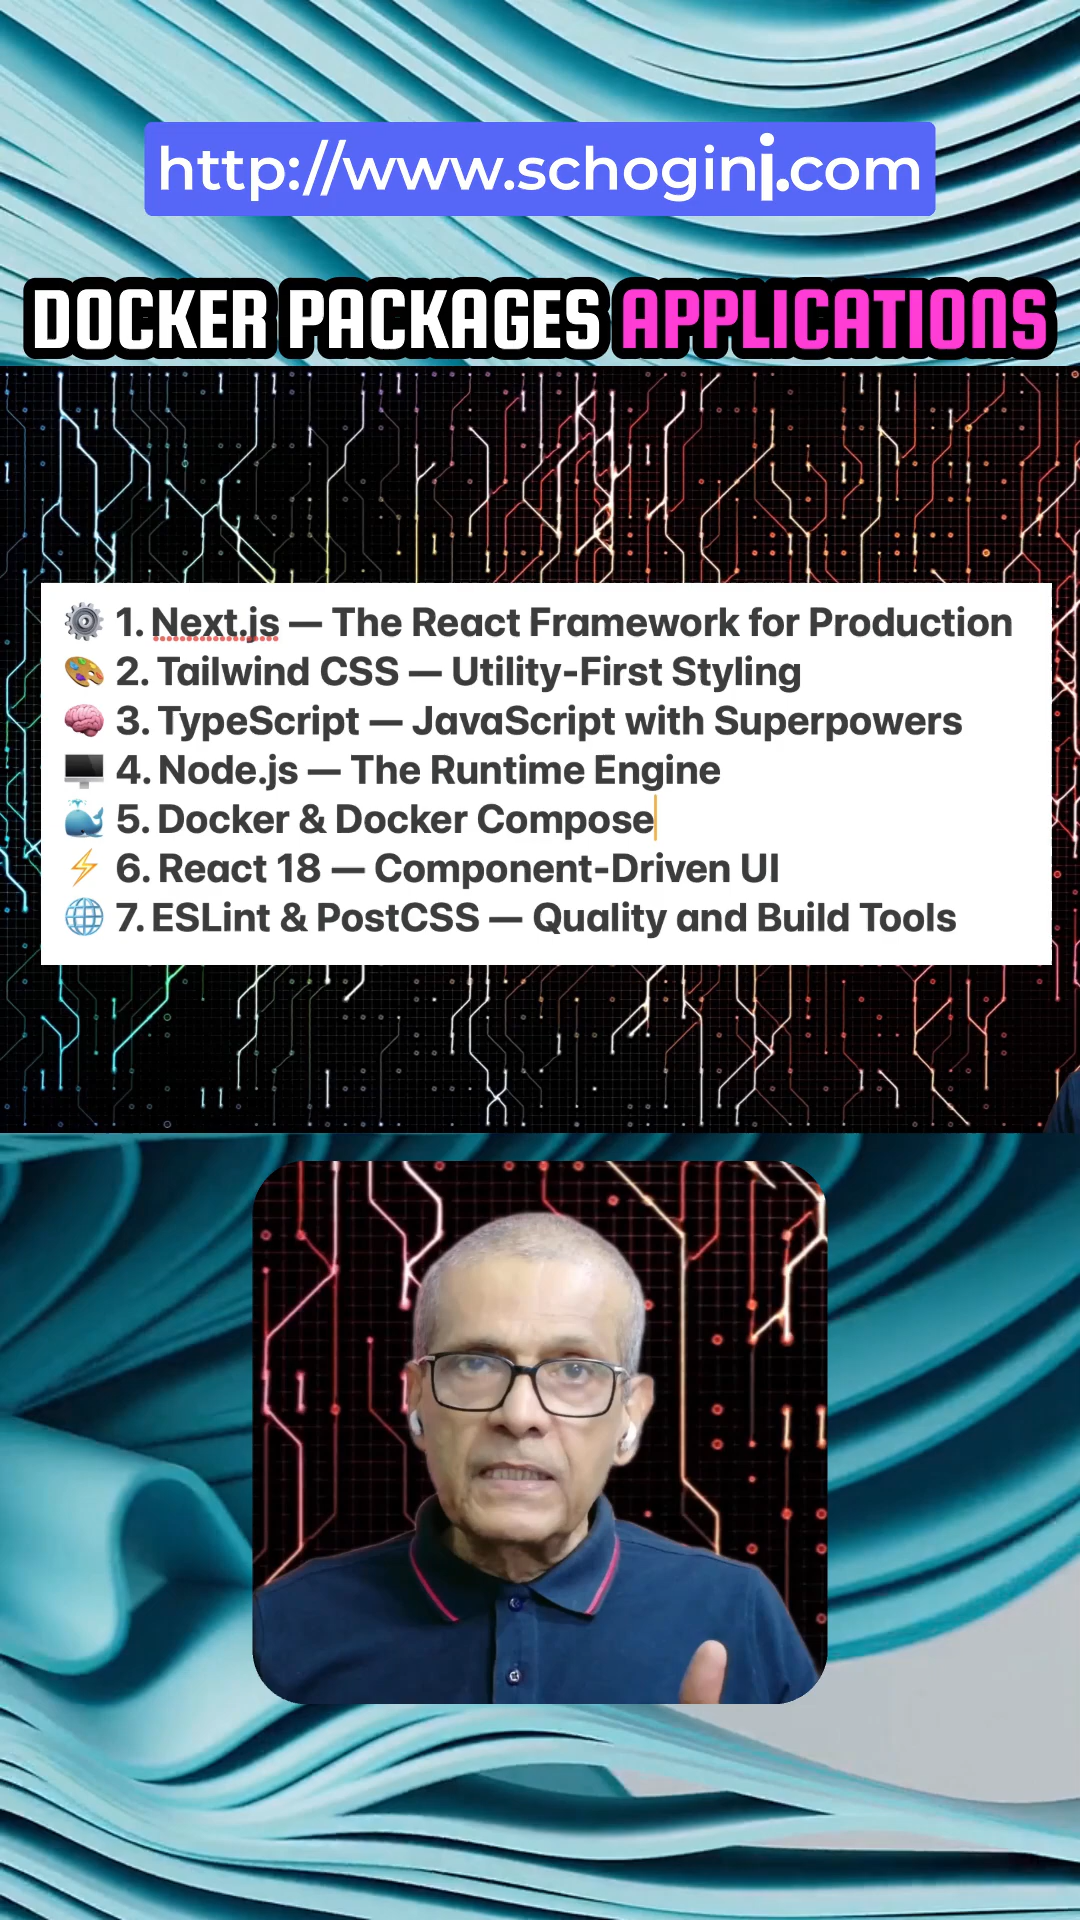 http://www.schoginj.com
DOCKER PACKAGES APPLICATIONS
⚙️ 1. Next.js — The React Framework for Production
🎨 2. Tailwind CSS — Utility-First Styling
🧠 3. TypeScript — JavaScript with Superpowers
🖥️ 4. Node.js — The Runtime Engine
🐳 5. Docker & Docker Compose
⚡ 6. React 18 — Component-Driven UI
🌐 7. ESLint & PostCSS — Quality and Build Tools